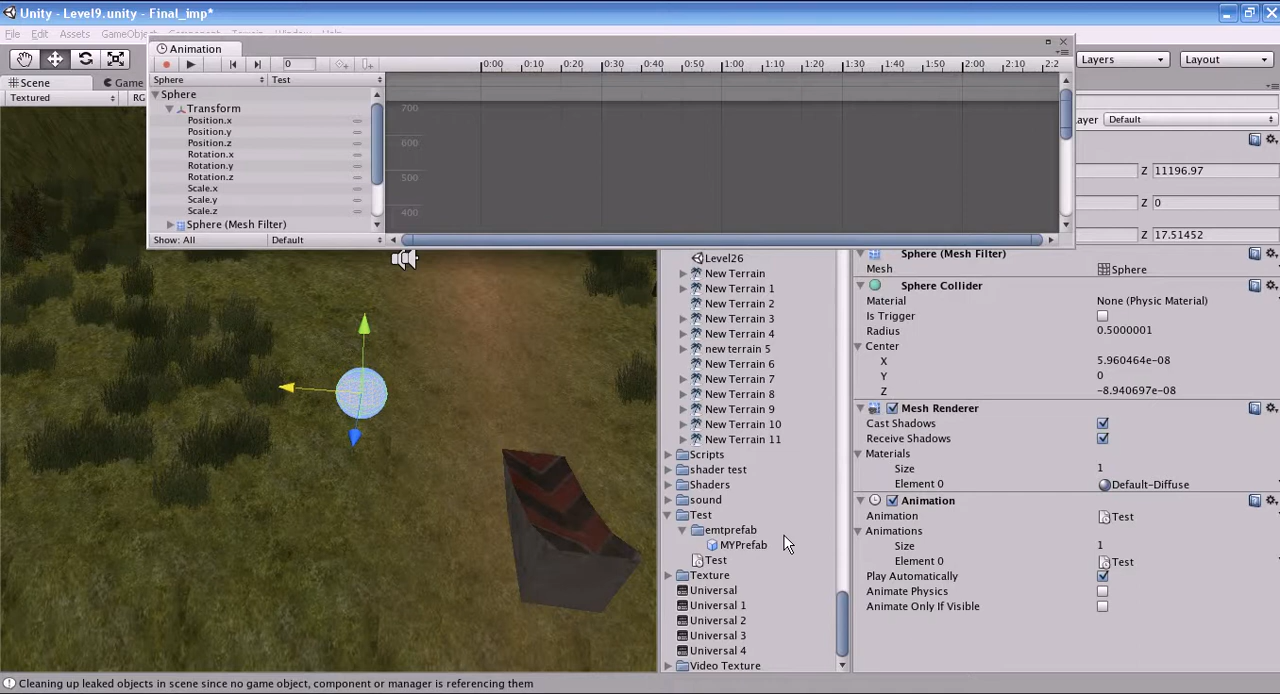 Unity - Level9.unity - Final_imp*
File Edit Assets GameObject Component Terrain Window Help
Animation
Layers
Layout
0
0:00 0:10 0:20 0:30 0:40 0:50 1:00 1:10 1:20 1:30 1:40 1:50 2:00 2:10 2:2
Scene
Game
Textured
RG
Sphere
Test
Sphere
Transform
Position.x
Position.y
Position.z
Rotation.x
Rotation.y
Rotation.z
Scale.x
Scale.y
Scale.z
Sphere (Mesh Filter)
Show: All
Default
700
600
500
400
ayer Default
Z 11196.97
Z 0
Z 17.51452
Level26
New Terrain
New Terrain 1
New Terrain 2
New Terrain 3
New Terrain 4
new terrain 5
New Terrain 6
New Terrain 7
New Terrain 8
New Terrain 9
New Terrain 10
New Terrain 11
Scripts
shader test
Shaders
sound
Test
emtprefab
MYPrefab
Test
Texture
Universal
Universal 1
Universal 2
Universal 3
Universal 4
Video Texture
Sphere (Mesh Filter)
Mesh Sphere
Sphere Collider
Material None (Physic Material)
Is Trigger
Radius 0.5000001
Center
X 5.960464e-08
Y 0
Z -8.940697e-08
Mesh Renderer
Cast Shadows
Receive Shadows
Materials
Size 1
Element 0 Default-Diffuse
Animation
Animation Test
Animations
Size 1
Element 0 Test
Play Automatically
Animate Physics
Animate Only If Visible
Cleaning up leaked objects in scene since no game object, component or manager is referencing them